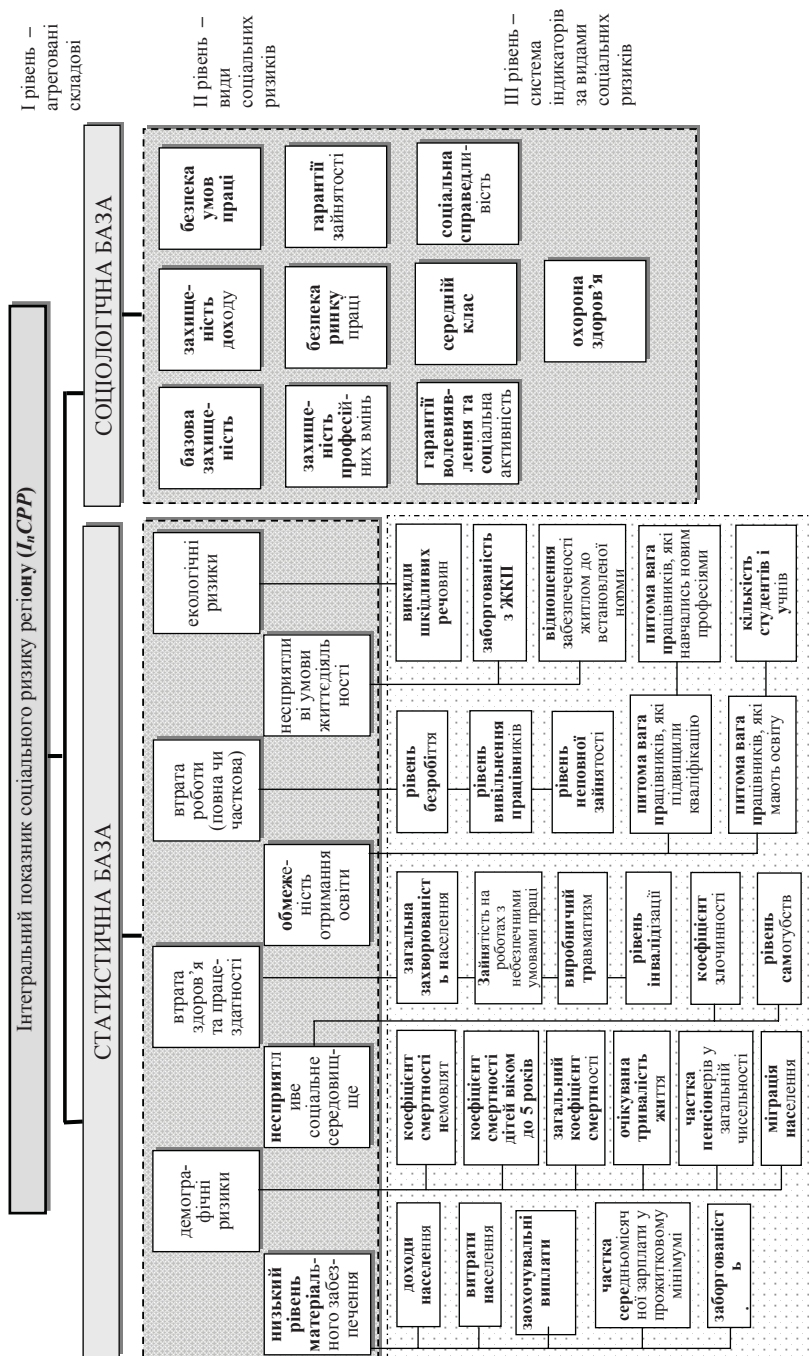 Інтегральний показник соціального ризику регіону (InСРР)
І рівень –
агреговані
складові
СТАТИСТИЧНА БАЗА
СОЦІОЛОГІЧНА БАЗА
ІІ рівень –
види
соціальних
ризиків
демогра-
фічні
ризики
втрата
здоров'я
та праце-
здатності
втрата
роботи
(повна чи
часткова)
екологічні
ризики
низький
рівень
матеріаль-
ного забез-
печення
несприятл
иве
соціальне
середовищ-
ще
обмеже-
ність
отримання
освіти
несприятли
ві умови
життєдіяль
ності
базова
захище-
ність
захище-
ність
доходу
безпека
умов
праці
захище-
ність
професій-
них вмінь
безпека
ринку
праці
гарантії
зайнятості
гарантії
волевияв-
лення та
соціальна
активність
середній
клас
соціальна
справедли-
вість
охорона
здоров'я
ІІІ рівень –
система
індикаторів
за видами
соціальних
ризиків
доходи
населення
витрати
населення
заохочувальні
виплати
частка
середньомісяч
ної зарплати у
прожитковому
мінімумі
заборгованіст
ь
.
коефіцієнт
смертності
немовлят
коефіцієнт
смертності
дітей віком
до 5 років
загальний
коефіцієнт
смертності
очікувана
тривалість
життя
частка
пенсіонерів у
загальній
чисельності
міграція
населення
загальна
захворюваніст
ь населення
Зайнятість на
роботах з
небезпечними
умовами праці
виробничий
травматизм
рівень
інвалідізації
коефіцієнт
злочинності
рівень
самогубств
рівень
безробіття
рівень
вивільнення
працівників
рівень
неповної
зайнятості
питома вага
працівників, які
підвищили
кваліфікацію
питома вага
працівників, які
мають освіту
викиди
шкідливих
речовин
заборгованість
з ЖКП
відношення
забезпеченості
житлом до
встановленої
норми
питома вага
працівників, які
навчались новим
професіями
кількість
студентів і
учнів